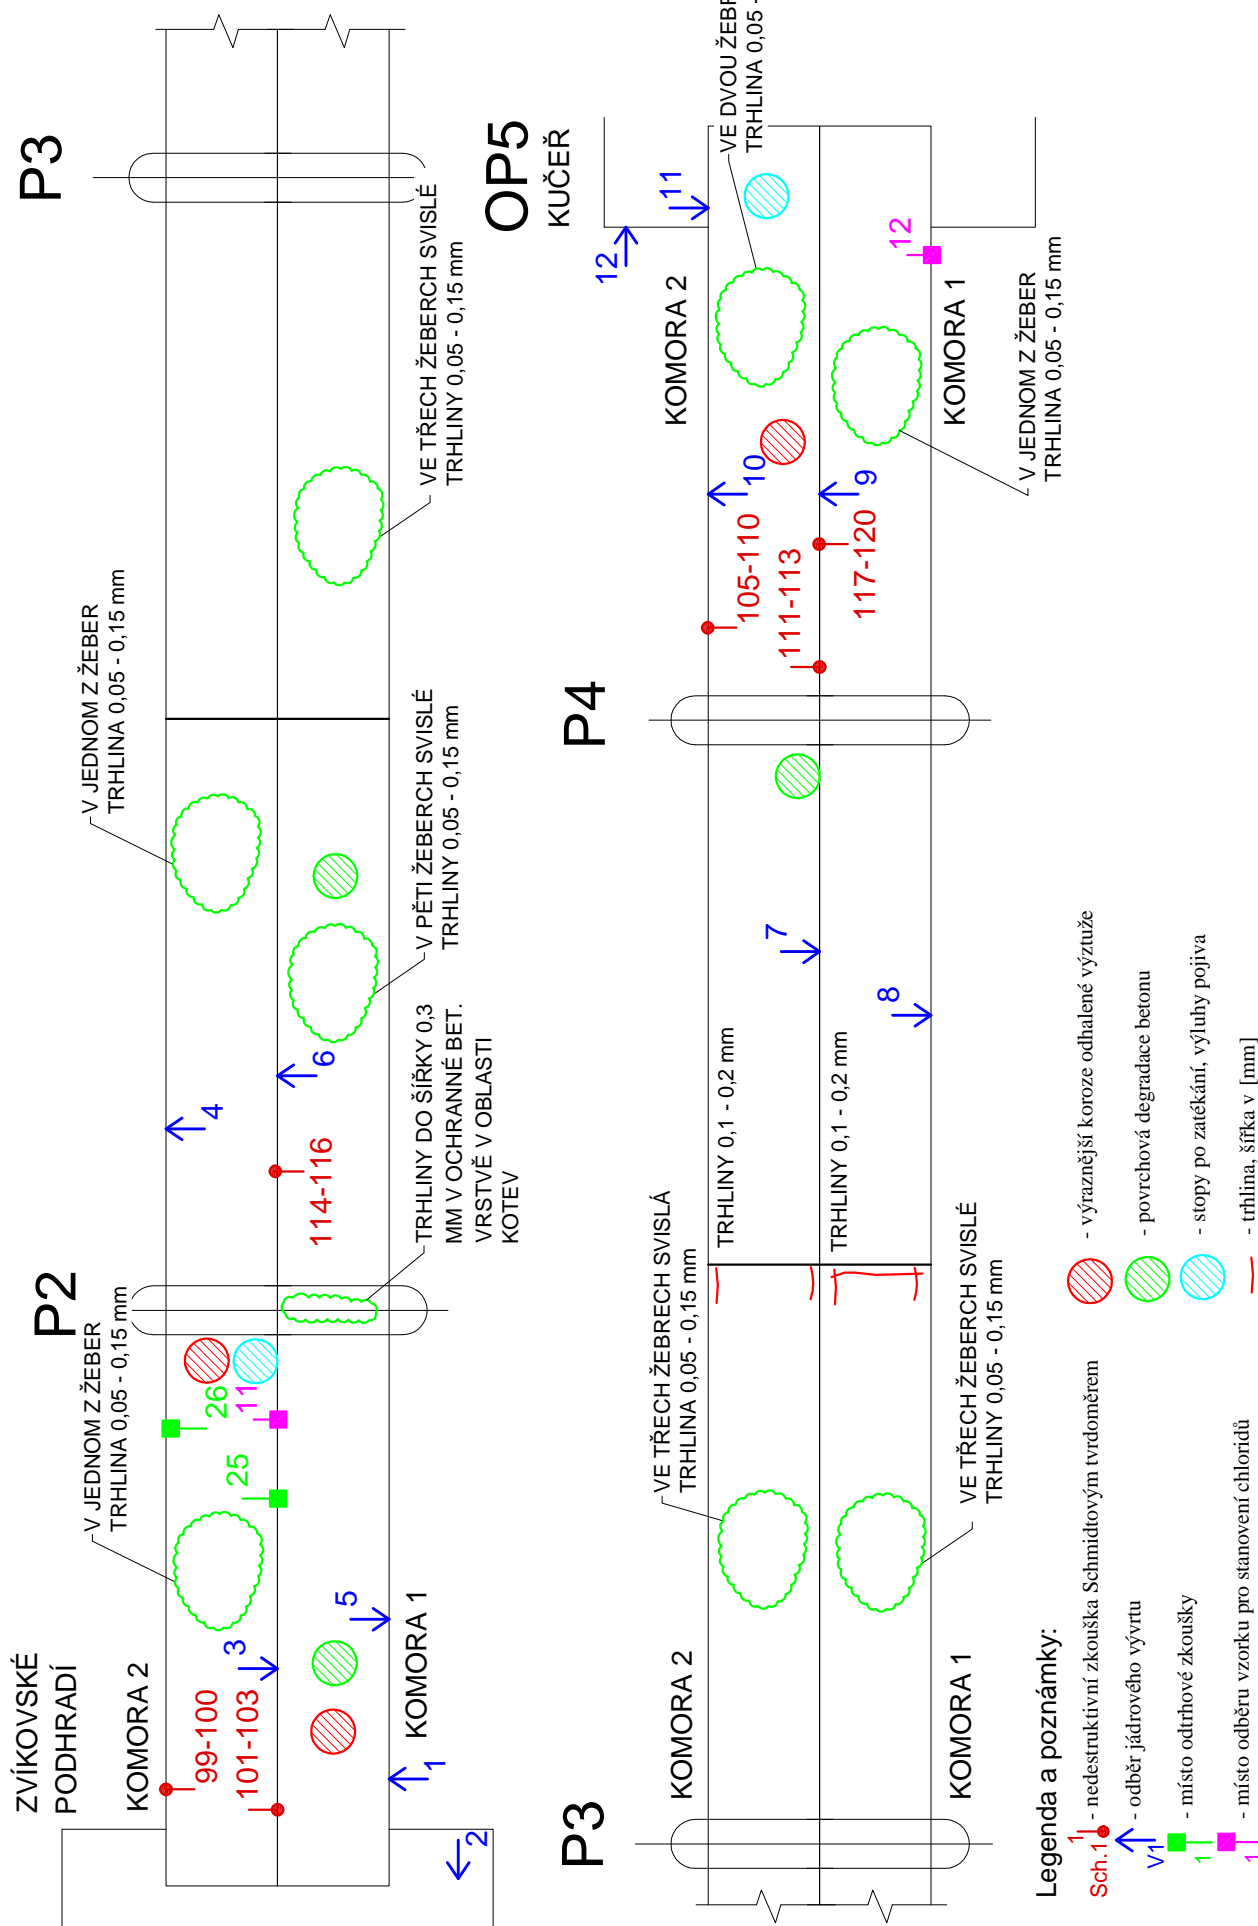 ZVÍKOVSKÉ
PODHRADÍ
KOMORA 2
KOMORA 1
99-100
101-103
1
2
3
5
V JEDNOM Z ŽEBER
TRHLINA 0,05 - 0,15 mm
25
26
11
P2
TRHLINY DO ŠÍŘKY 0,3
MM V OCHRANNÉ BET.
VRSTVĚ V OBLASTI
KOTEV
114-116
4
6
V PĚTI ŽEBERCH SVISLÉ
TRHLINY 0,05 - 0,15 mm
V JEDNOM Z ŽEBER
TRHLINA 0,05 - 0,15 mm
VE TŘECH ŽEBERCH SVISLÉ
TRHLINY 0,05 - 0,15 mm
P3
P3
KOMORA 2
KOMORA 1
VE TŘECH ŽEBRECH SVISLÁ
TRHLINA 0,05 - 0,15 mm
VE TŘECH ŽEBERCH SVISLÉ
TRHLINY 0,05 - 0,15 mm
TRHLINY 0,1 - 0,2 mm
TRHLINY 0,1 - 0,2 mm
7
8
P4
105-110
111-113
117-120
10
9
KOMORA 2
KOMORA 1
V JEDNOM Z ŽEBER
TRHLINA 0,05 - 0,15 mm
VE DVOU ŽEBR
TRHLINA 0,05 -
12
11
12
OP5
KUČEŘ
Legenda a poznámky:
Sch.1 1 - nedestruktivní zkouška Schmidtovým tvrdoměrem
V1 - odběr jádrového vývrtu
1 - místo odtrhové zkoušky
1 - místo odběru vzorku pro stanovení chloridů
- výraznější koroze odhalené výztuže
- povrchová degradace betonu
- stopy po zatékání, výluhy pojiva
- trhlina, šířka v [mm]